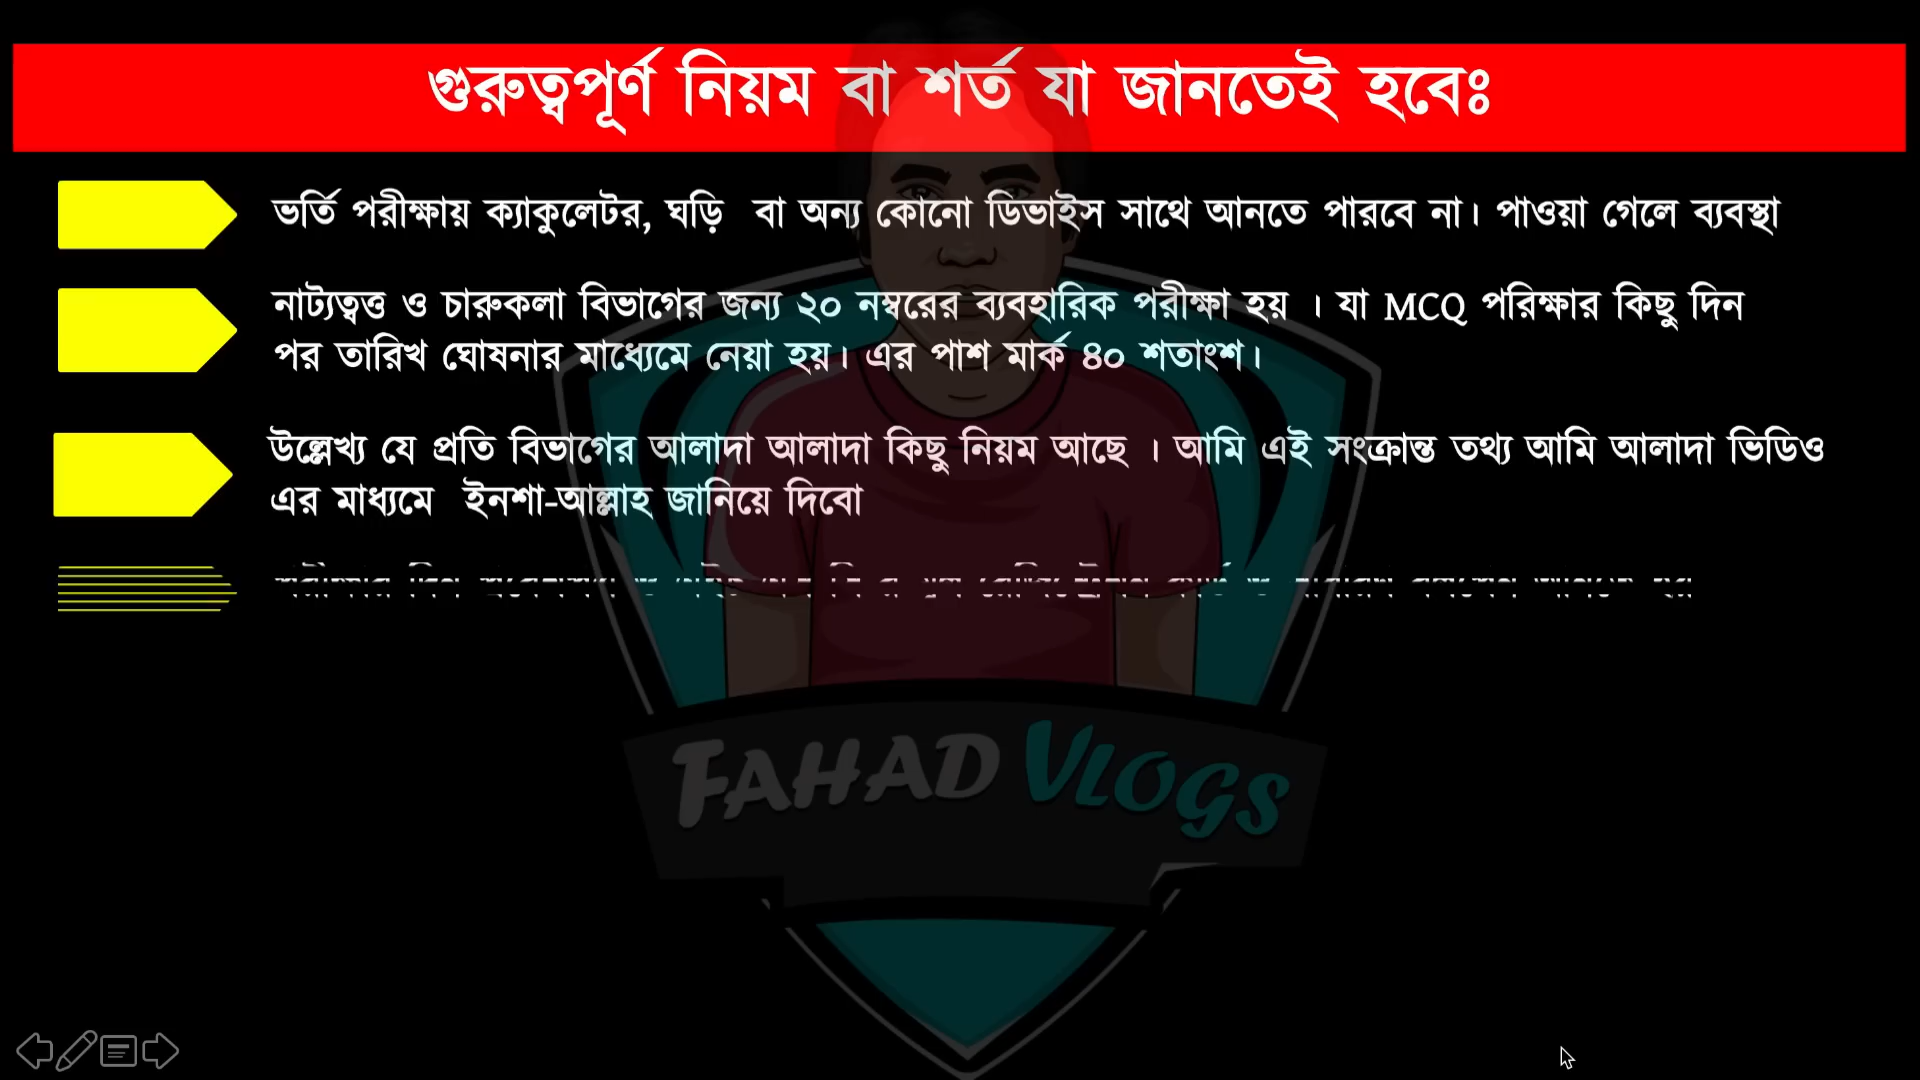 গুরুত্বপূর্ণ নিয়ম বা শর্ত যা জানতেই হবেঃ
ভর্তি পরীক্ষায় ক্যাকুলেটর, ঘড়ি বা অন্য কোনো ডিভাইস সাথে আনতে পারবে না। পাওয়া গেলে ব্যবস্থা
নাট্যত্বত্ত ও চারুকলা বিভাগের জন্য ২০ নম্বরের ব্যবহারিক পরীক্ষা হয় । যা MCQ পরিক্ষার কিছু দিন
পর তারিখ ঘোষনার মাধ্যেমে নেয়া হয়। এর পাশ মার্ক ৪০ শতাংশ।
উল্লেখ্য যে প্রতি বিভাগের আলাদা আলাদা কিছু নিয়ম আছে । আমি এই সংক্রান্ত তথ্য আমি আলাদা ভিডিও
এর মাধ্যমে ইনশা-আল্লাহ জানিয়ে দিবো
FAHAD VLOGS